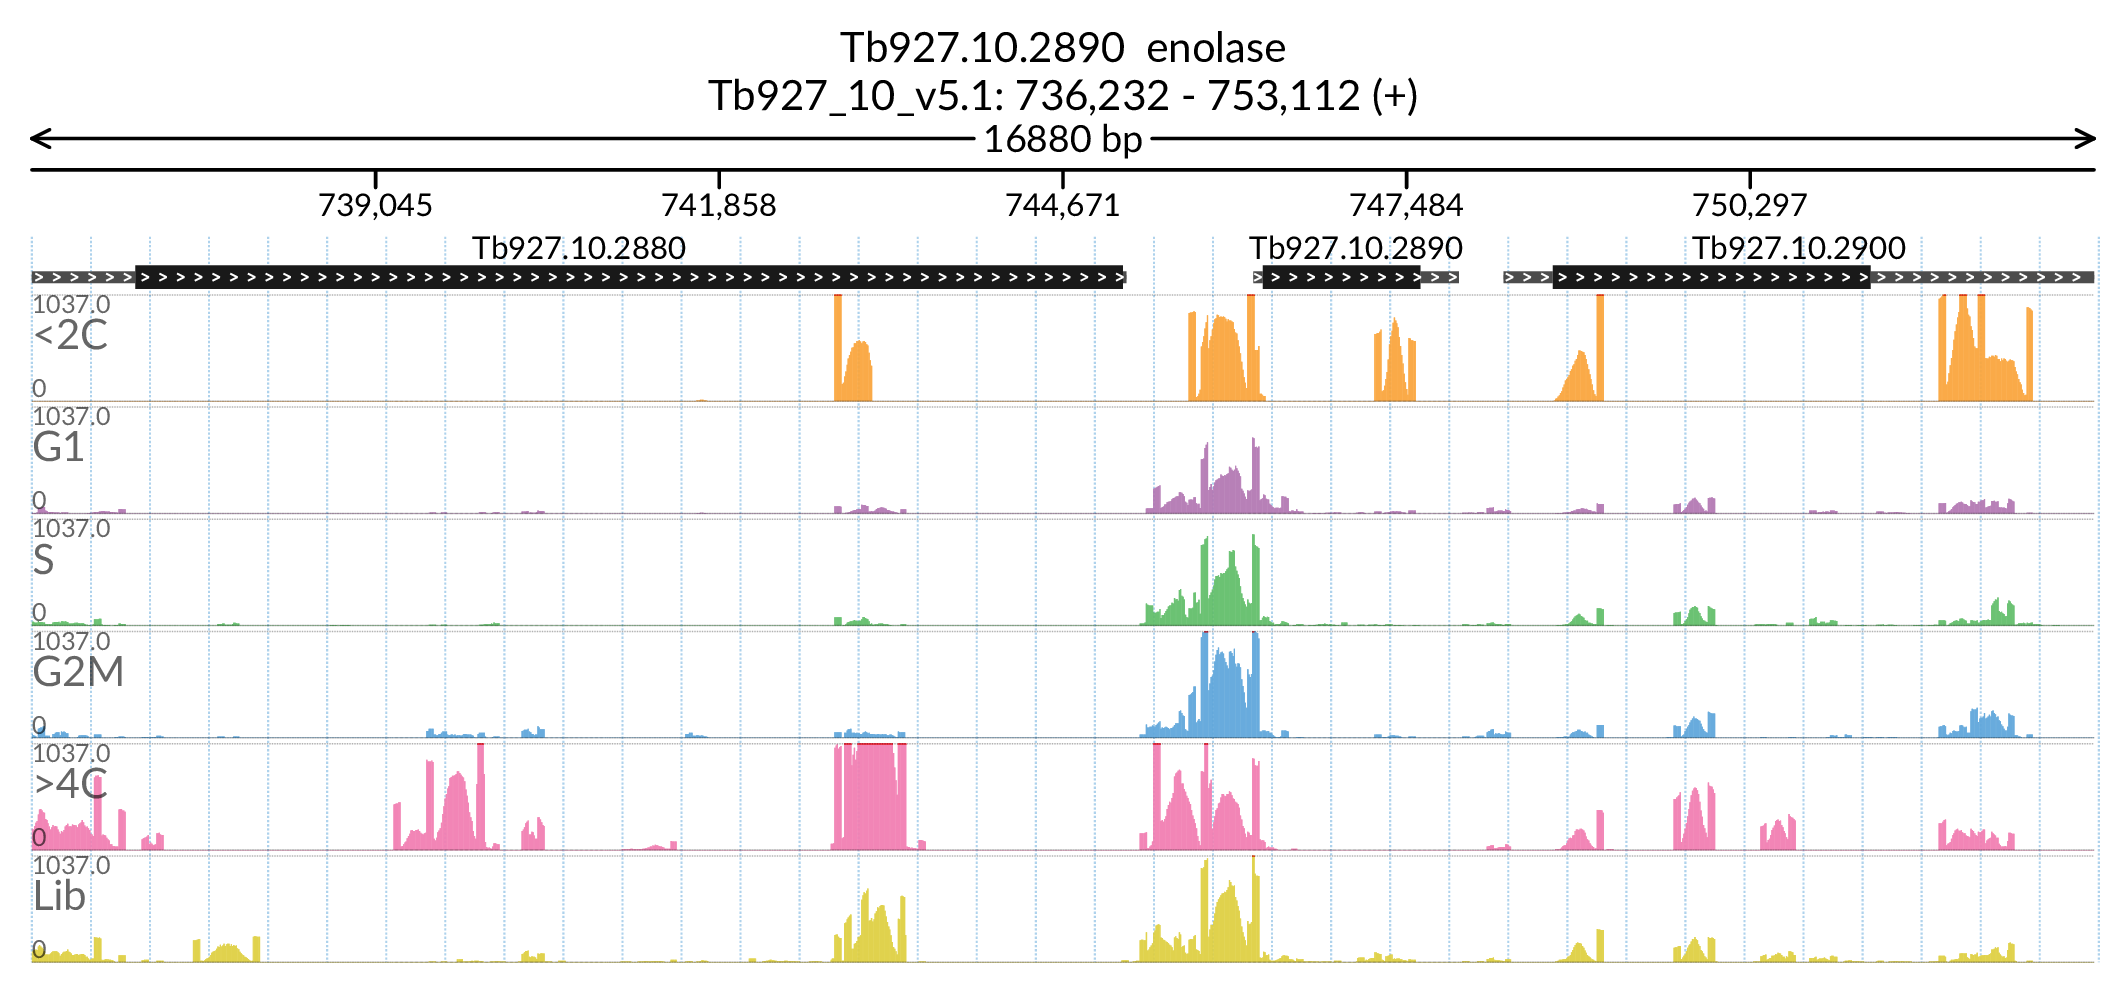 Tb927.10.2890 enolase
Tb927_10_v5.1: 736,232 - 753,112 (+)
16880 bp
739,045 741,858 744,671 747,484 750,297
Tb927.10.2880 Tb927.10.2890 Tb927.10.2900
1037.0
<2C
0
1037.0
G1
0
1037.0
S
0
1037.0
G2M
0
1037.0
>4C
0
1037.0
Lib
0